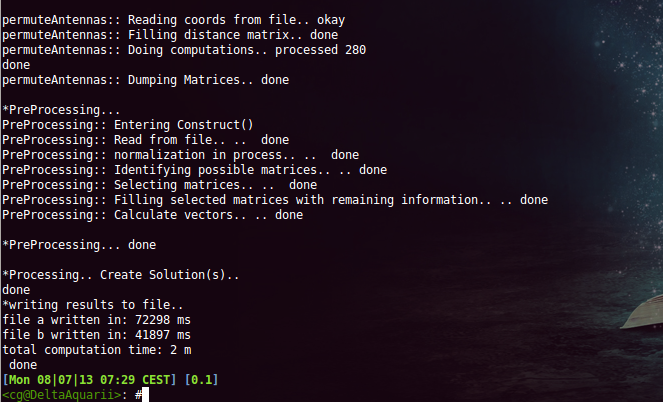 permuteAntennas:: Reading coords from file.. okay
permuteAntennas:: Filling distance matrix.. done
permuteAntennas:: Doing computations.. processed 280
done
permuteAntennas:: Dumping Matrices.. done
*PreProcessing...
PreProcessing:: Entering Construct()
PreProcessing:: Read from file.. ..  done
PreProcessing:: normalization in process.. ..  done
PreProcessing:: Identifying possible matrices.. .. done
PreProcessing:: Selecting matrices.. ..  done
PreProcessing:: Filling selected matrices with remaining information.. .. done
PreProcessing:: Calculate vectors.. .. done
*PreProcessing... done
*Processing.. Create Solution(s)..
done
*writing results to file..
file a written in: 72298 ms
file b written in: 41897 ms
total computation time: 2 m
 done
[Mon 08|07|13 07:29 CEST] [0.1]
<cg@DeltaAquarii>: #